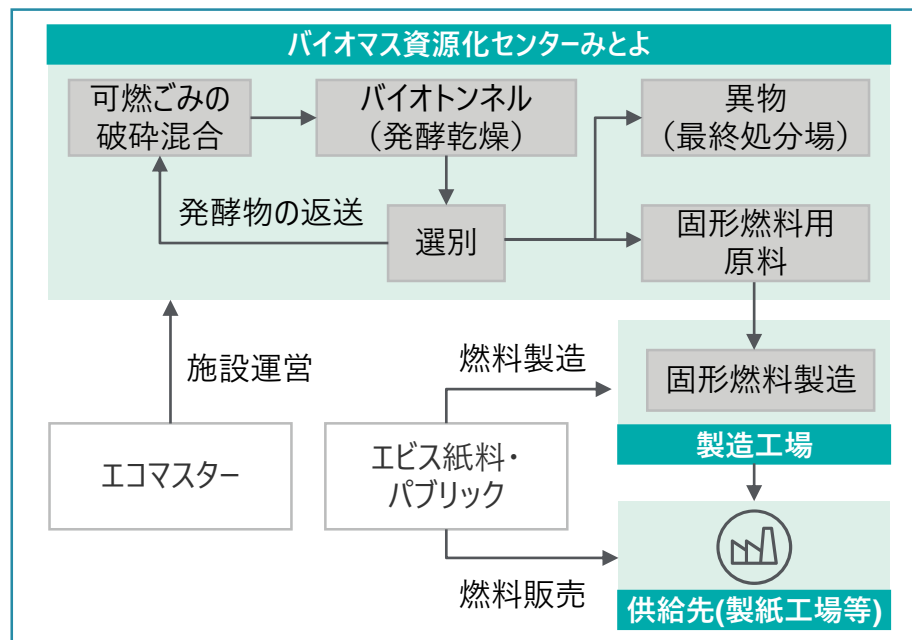 バイオマス資源化センターみとよ
可燃ごみの
破砕混合
バイオトンネル
（発酵乾燥）
異物
（最終処分場）
発酵物の返送
選別
固形燃料用
原料
施設運営
燃料製造
固形燃料製造
製造工場
エコマスター
エビス紙料・
パブリック
燃料販売
供給先(製紙工場等)